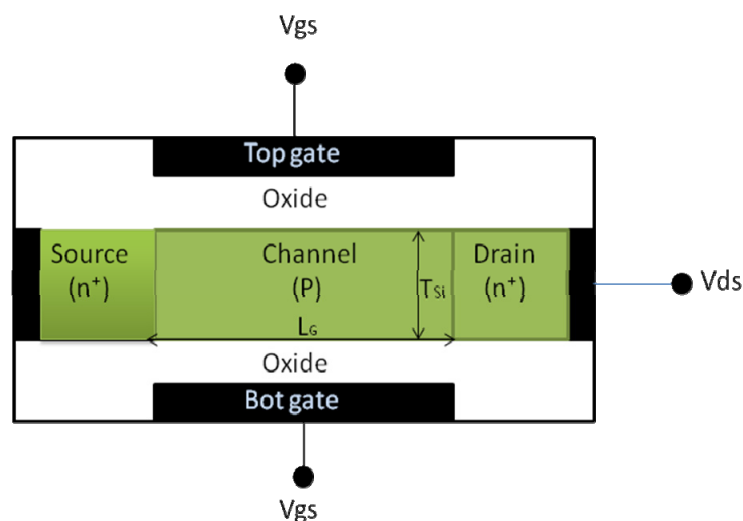 Vgs
Top gate
Oxide
Source
(n⁺)
Channel
(P)
TSi
Drain
(n⁺)
Vds
LG
Oxide
Bot gate
Vgs